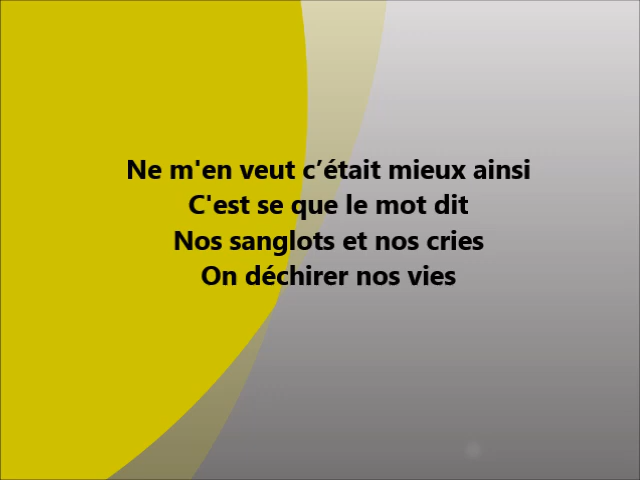 Ne m'en veut c’était mieux ainsi
C'est se que le mot dit
Nos sanglots et nos cries
On déchirer nos vies